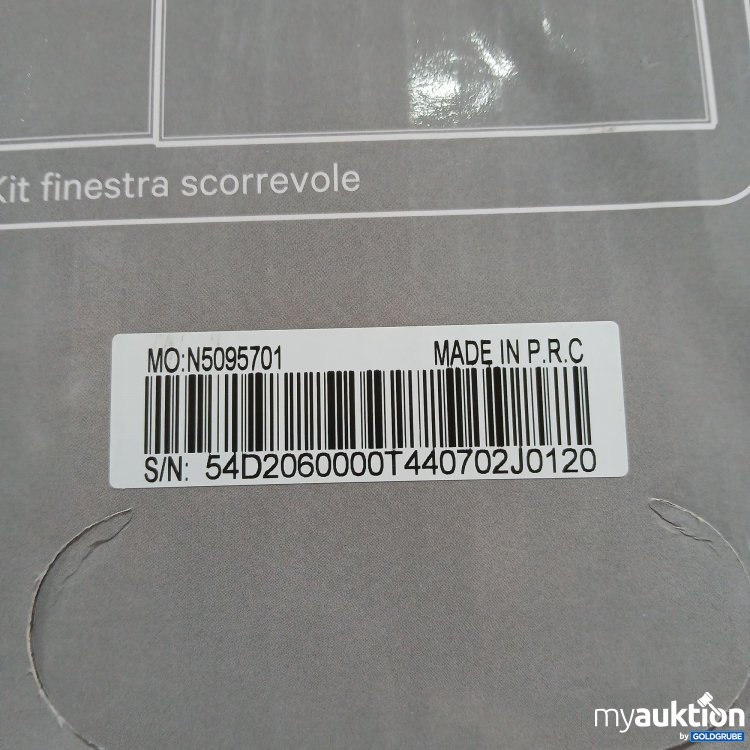 Kit finestra scorrevole
MO:N5095701 MADE IN P.R.C
S/N: 54D2060000T440702J0120
myauktion
by GOLDGRUBE